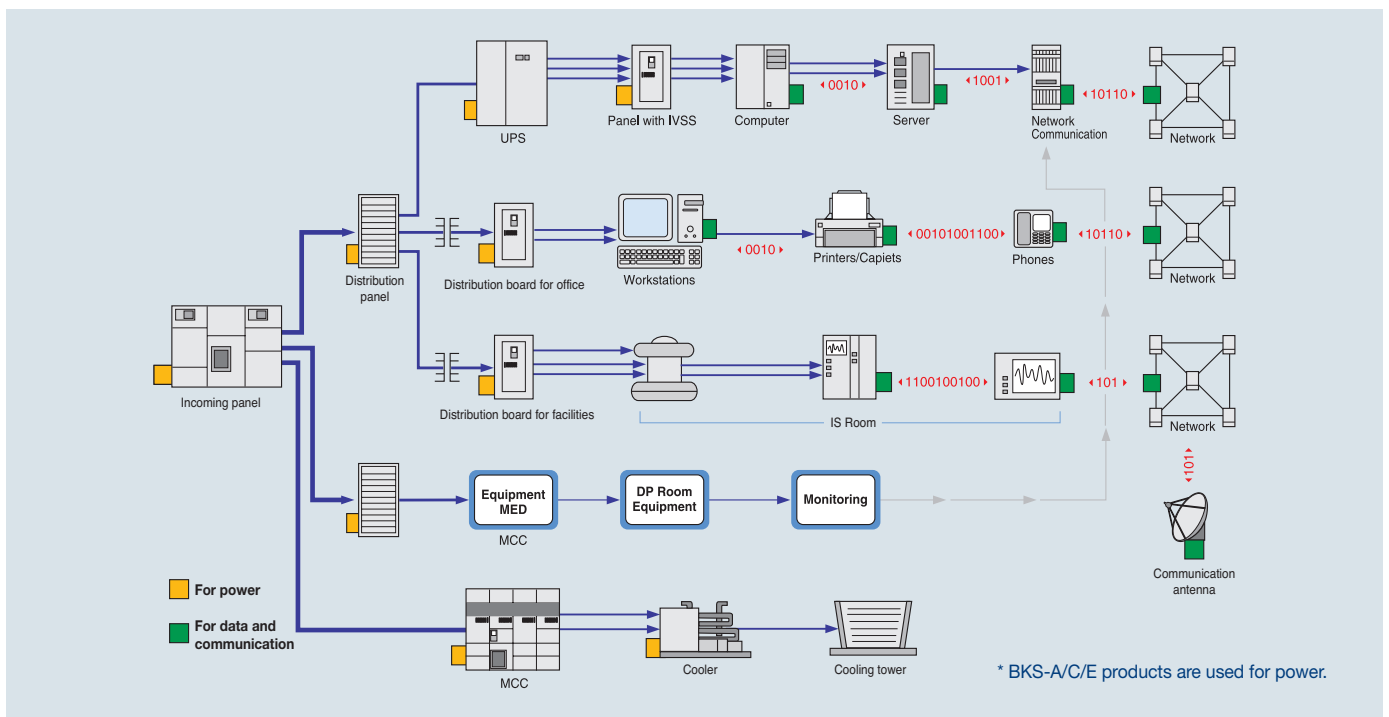 UPS
Panel with IVSS
Computer
0010
Server
1001
Network
Communication
10110
Network
Distribution
panel
Distribution board for office
Workstations
0010
Printers/Capiets
00101001100
Phones
10110
Network
Incoming panel
Distribution board for facilities
1100100100
IS Room
101
Network
101
Communication
antenna
Equipment
MED
MCC
DP Room
Equipment
Monitoring
For power
For data and
communication
MCC
Cooler
Cooling tower
* BKS-A/C/E products are used for power.